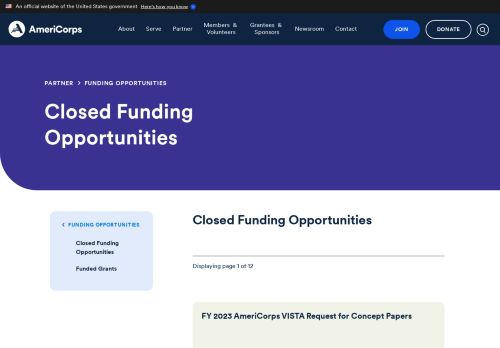 An official website of the United States government Here's how you know
AmeriCorps
About Serve Partner Members & Volunteers Grantees & Sponsors Newsroom Contact JOIN DONATE
PARTNER > FUNDING OPPORTUNITIES
Closed Funding
Opportunities
FUNDING OPPORTUNITIES
Closed Funding
Opportunities
Funded Grants
Closed Funding Opportunities
Displaying page 1 of 12
FY 2023 AmeriCorps VISTA Request for Concept Papers